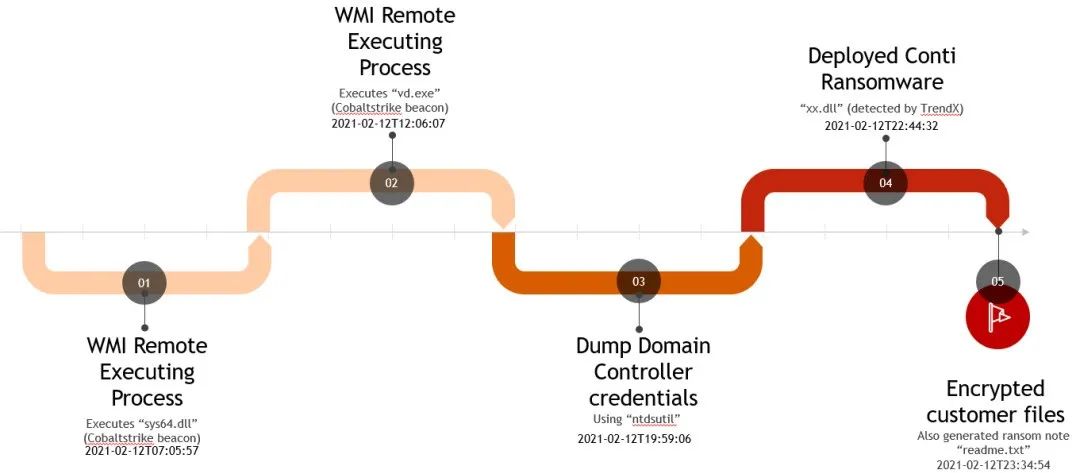 WMI Remote
Executing
Process
Executes “vd.exe”
(Cobaltstrike beacon)
2021-02-12T12:06:07
Deployed Conti
Ransomware
“xx.dll” (detected by TrendX)
2021-02-12T22:44:32
02
04
01
03
05
WMI Remote
Executing
Process
Executes “sys64.dll”
(Cobaltstrike beacon)
2021-02-12T07:05:57
Dump Domain
Controller
credentials
Using “ntdsutil”
2021-02-12T19:59:06
Encrypted
customer files
Also generated ransom note
“readme.txt”
2021-02-12T23:34:54